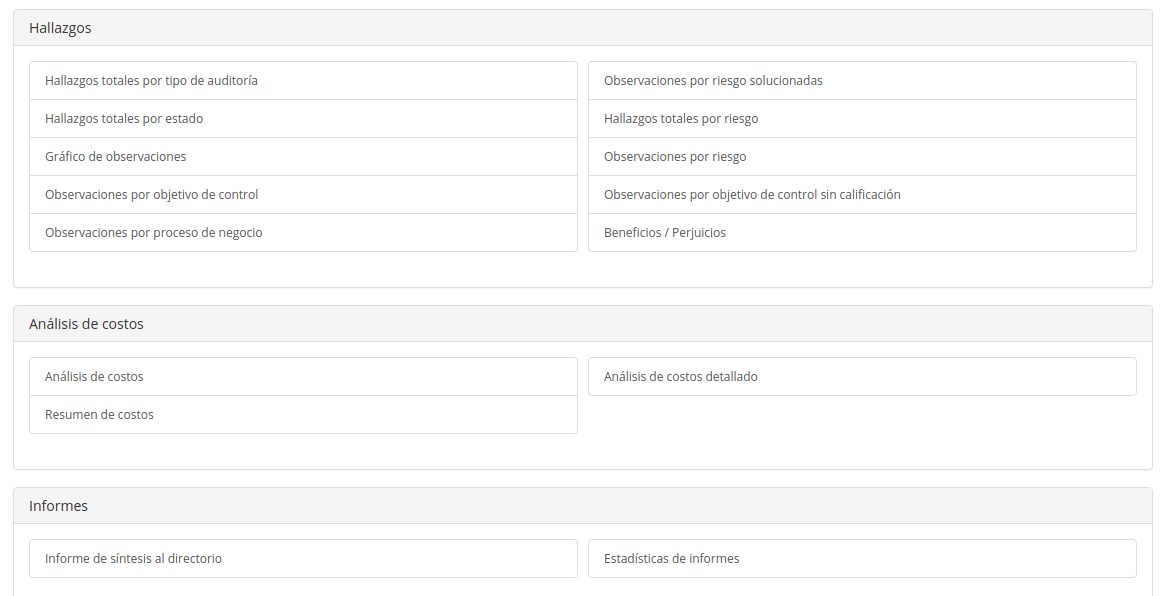 Hallazgos
Hallazgos totales por tipo de auditoría
Observaciones por riesgo solucionadas
Hallazgos totales por estado
Hallazgos totales por riesgo
Gráfico de observaciones
Observaciones por riesgo
Observaciones por objetivo de control
Observaciones por objetivo de control sin calificación
Observaciones por proceso de negocio
Beneficios / Perjuicios
Análisis de costos
Análisis de costos
Análisis de costos detallado
Resumen de costos
Informes
Informe de síntesis al directorio
Estadísticas de informes